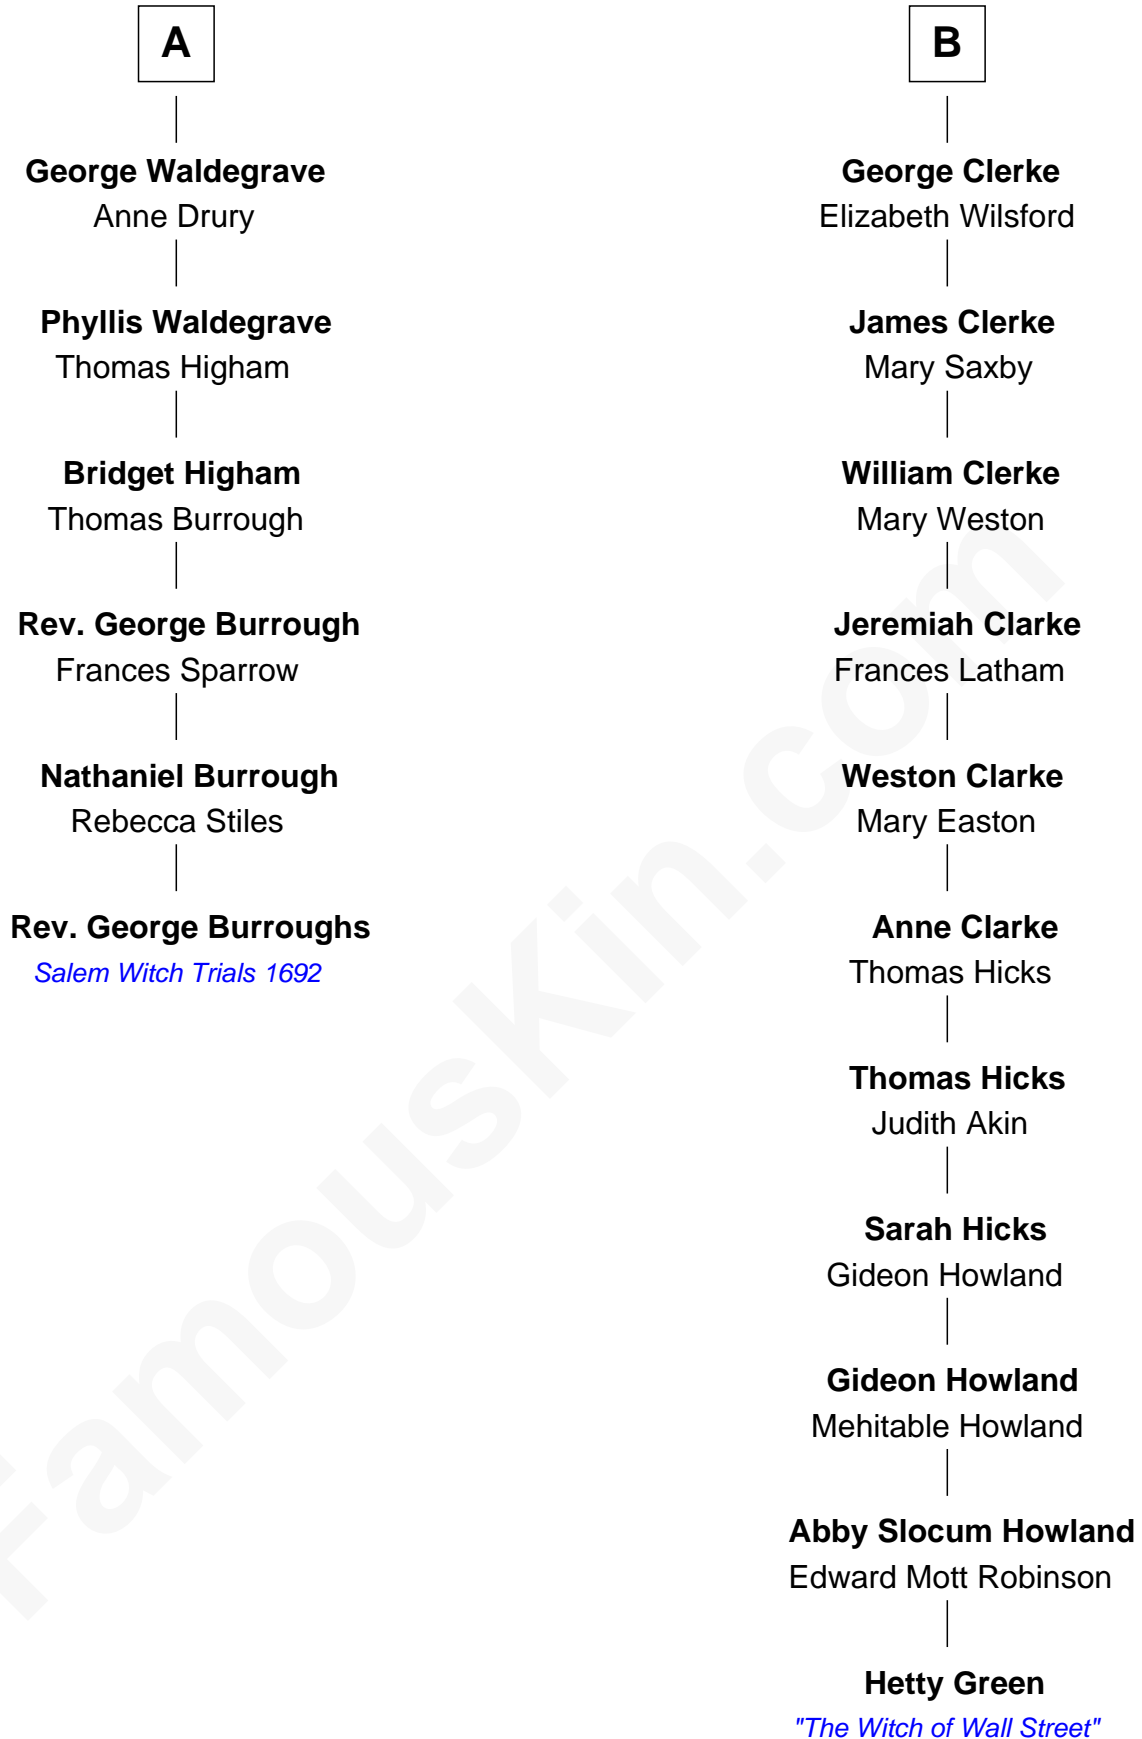 A
George Waldegrave
Anne Drury
Phyllis Waldegrave
Thomas Higham
Bridget Higham
Thomas Burrough
Rev. George Burrough
Frances Sparrow
Nathaniel Burrough
Rebecca Stiles
Rev. George Burroughs
Salem Witch Trials 1692
B
George Clerke
Elizabeth Wilsford
James Clerke
Mary Saxby
William Clerke
Mary Weston
Jeremiah Clarke
Frances Latham
Weston Clarke
Mary Easton
Anne Clarke
Thomas Hicks
Thomas Hicks
Judith Akin
Sarah Hicks
Gideon Howland
Gideon Howland
Mehitable Howland
Abby Slocum Howland
Edward Mott Robinson
Hetty Green
"The Witch of Wall Street"
FamousKin.com